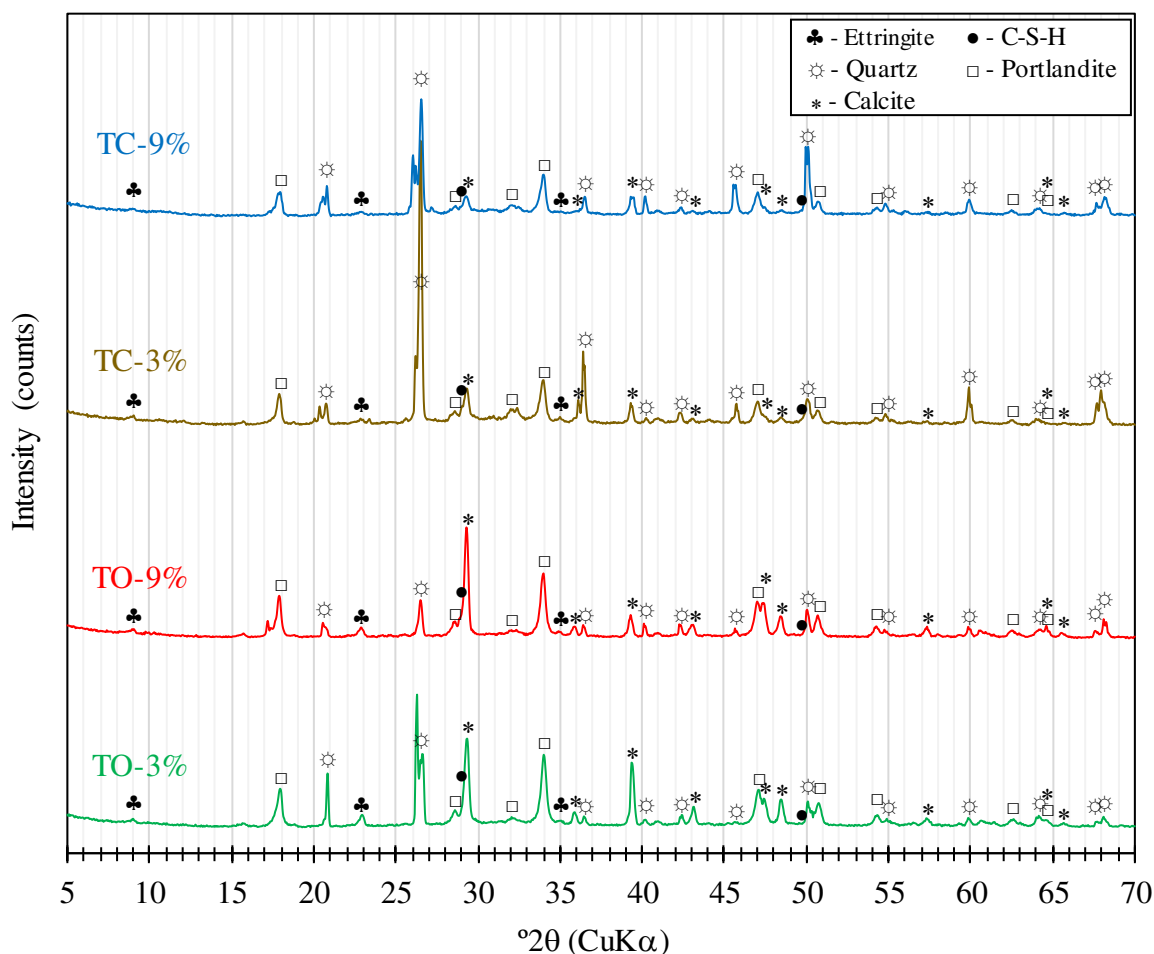 ♣ - Ettringite ● - C-S-H
☼ - Quartz □ - Portlandite
* - Calcite
TC-9%
TC-3%
TO-9%
TO-3%
Intensity (counts)
5 10 15 20 25 30 35 40 45 50 55 60 65 70
º2θ (CuKα)